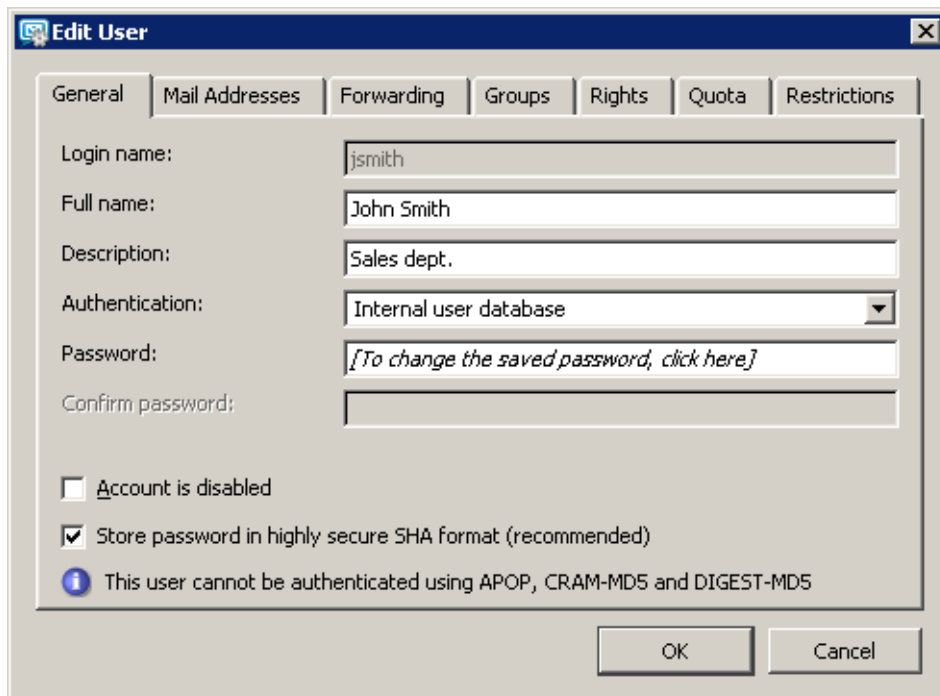 Edit User
General Mail Addresses Forwarding Groups Rights Quota Restrictions
Login name: jsmith
Full name: John Smith
Description: Sales dept.
Authentication: Internal user database
Password: [To change the saved password, click here]
Confirm password:
Account is disabled
Store password in highly secure SHA format (recommended)
This user cannot be authenticated using APOP, CRAM-MD5 and DIGEST-MD5
OK Cancel